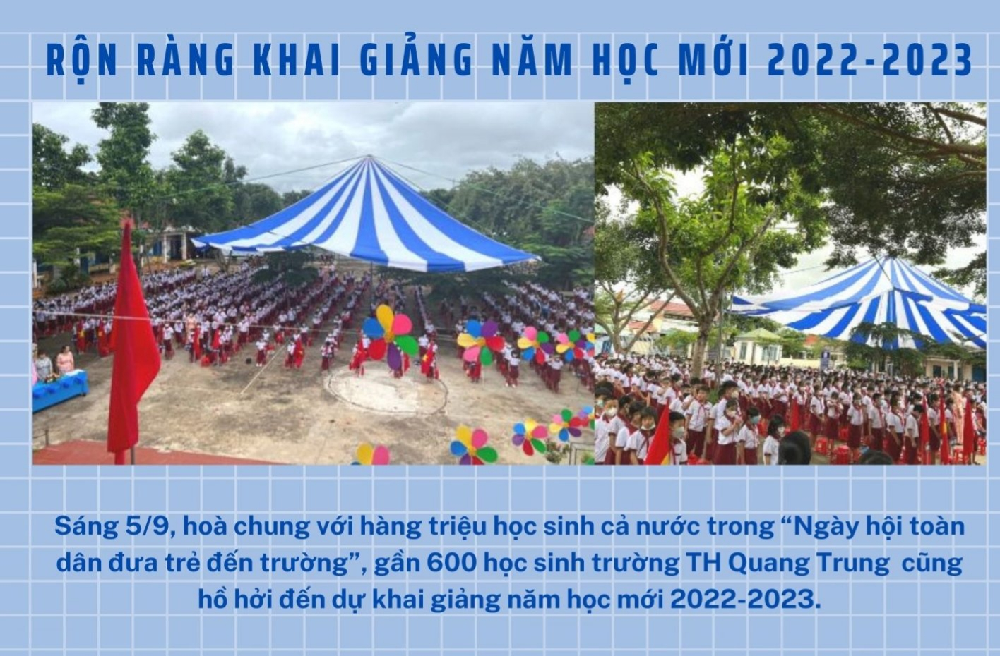 RỘN RÀNG KHAI GIẢNG NĂM HỌC MỚI 2022-2023
Sáng 5/9, hoà chung với hàng triệu học sinh cả nước trong “Ngày hội toàn
dân đưa trẻ đến trường”, gần 600 học sinh trường TH Quang Trung cũng
hồ hởi đến dự khai giảng năm học mới 2022-2023.